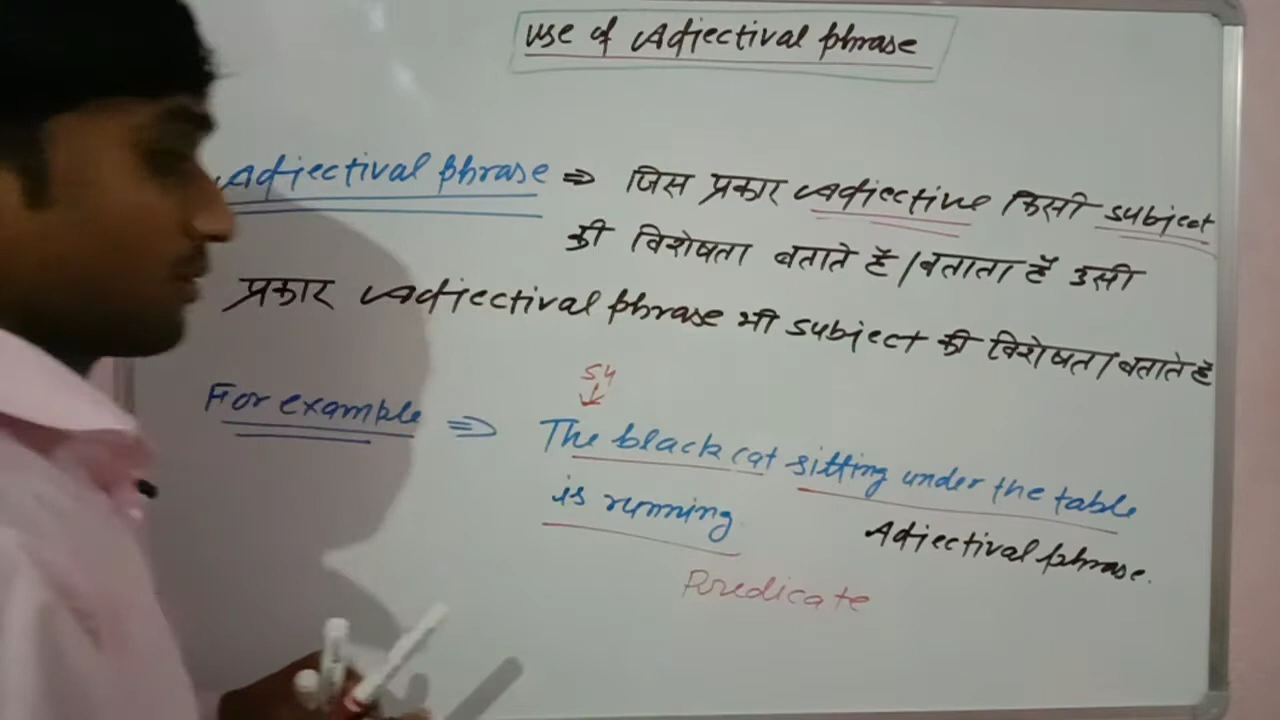 use of Adjectival phrase
Adjectival phrase ⇒ जिस प्रकार Adjective किसी subject
की विशेषता बताते हैं/बताता हैं उसी
प्रकार Adjectival phrase भी subject की विशेषता/बताते हैं
Su
For example ⇒ The black cat sitting under the table
is running
Adjectival phrase.
Predicate